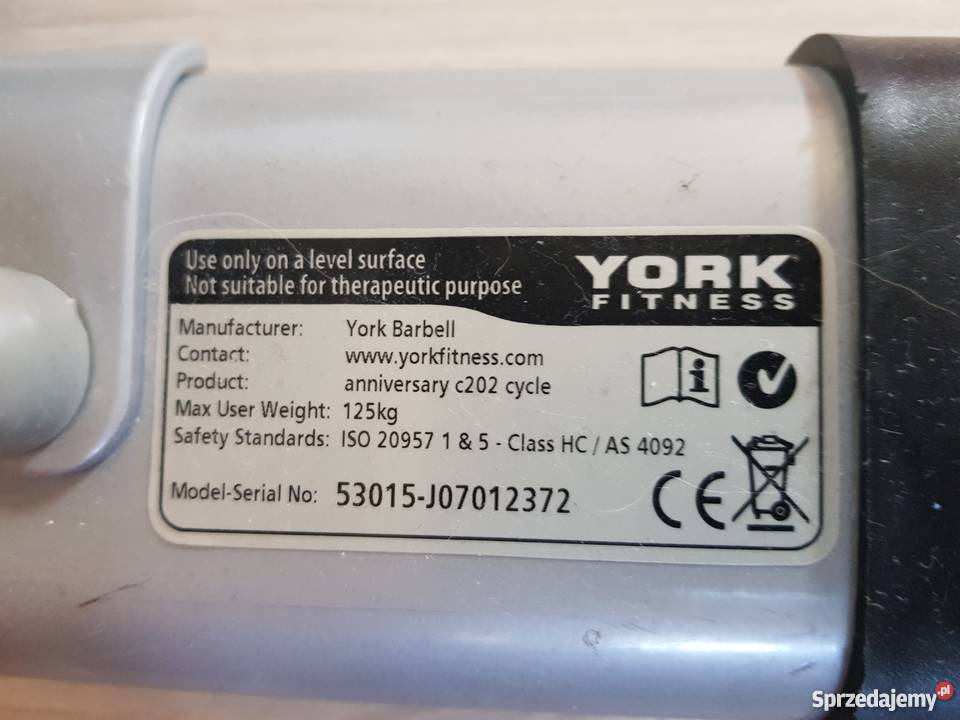 Use only on a level surface
Not suitable for therapeutic purpose
YORK
FITNESS
Manufacturer: York Barbell
Contact: www.yorkfitness.com
Product: anniversary c202 cycle
Max User Weight: 125kg
Safety Standards: ISO 20957 1 & 5 - Class HC / AS 4092
Model-Serial No: 53015-J07012372
i
CE
Sprzedajemy.pl